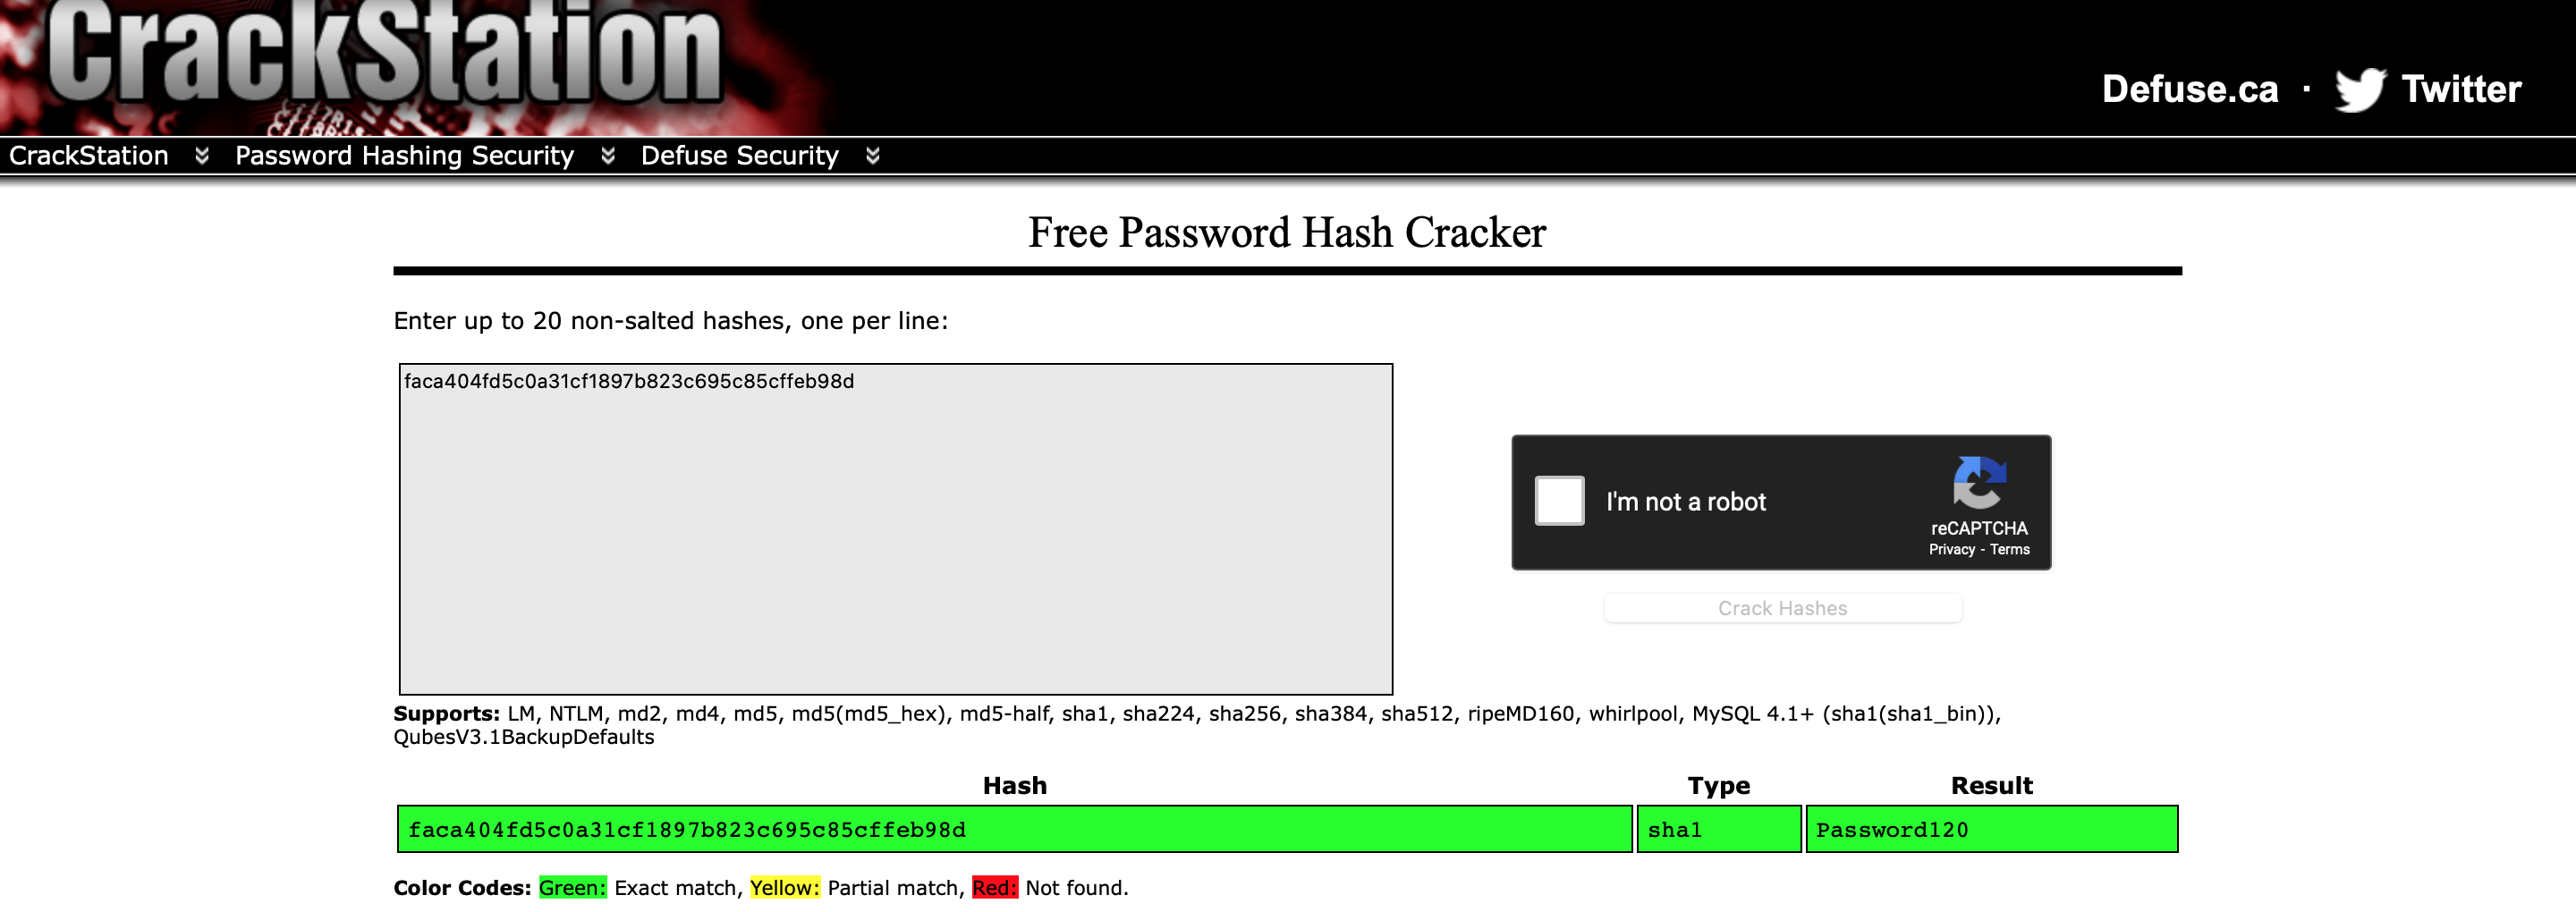 CrackStation
Defuse.ca · Twitter
CrackStation Password Hashing Security Defuse Security
Free Password Hash Cracker
Enter up to 20 non-salted hashes, one per line:
faca404fd5c0a31cf1897b823c695c85cffeb98d
I'm not a robot
reCAPTCHA
Privacy - Terms
Crack Hashes
Supports: LM, NTLM, md2, md4, md5, md5(md5_hex), md5-half, sha1, sha224, sha256, sha384, sha512, ripeMD160, whirlpool, MySQL 4.1+ (sha1(sha1_bin)),
QubesV3.1BackupDefaults
Hash Type Result
faca404fd5c0a31cf1897b823c695c85cffeb98d sha1 Password120
Color Codes: Green: Exact match, Yellow: Partial match, Red: Not found.